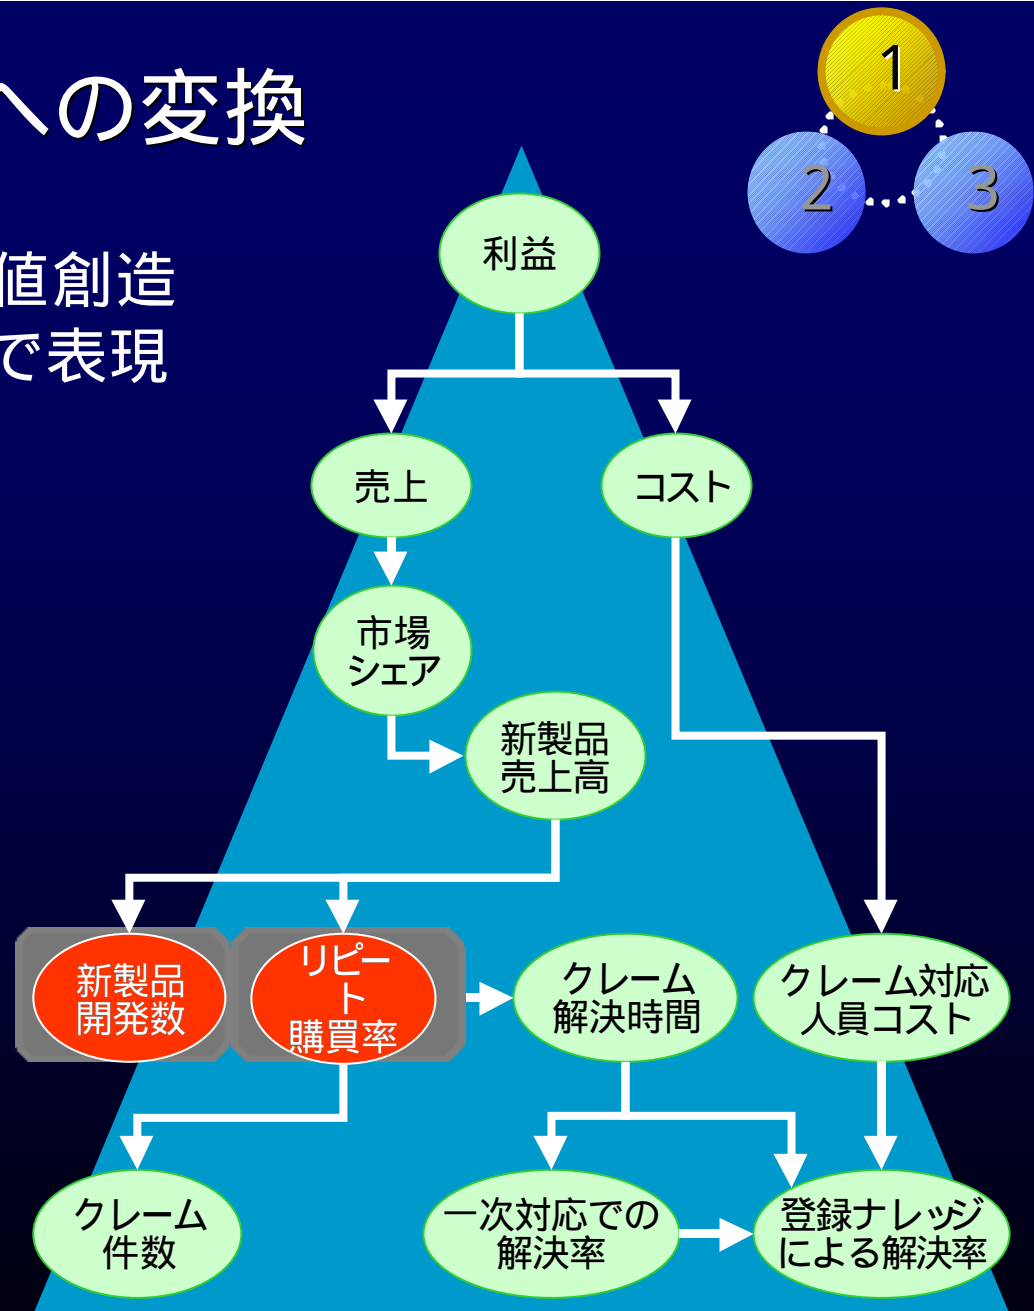 への変換
1
2
3
値創造
で表現
利益
売上
コスト
市場
シェア
新製品
売上高
新製品
開発数
リピー
ト
購買率
クレーム
解決時間
クレーム対応
人員コスト
クレーム
件数
一次対応での
解決率
登録ナレッジ
による解決率